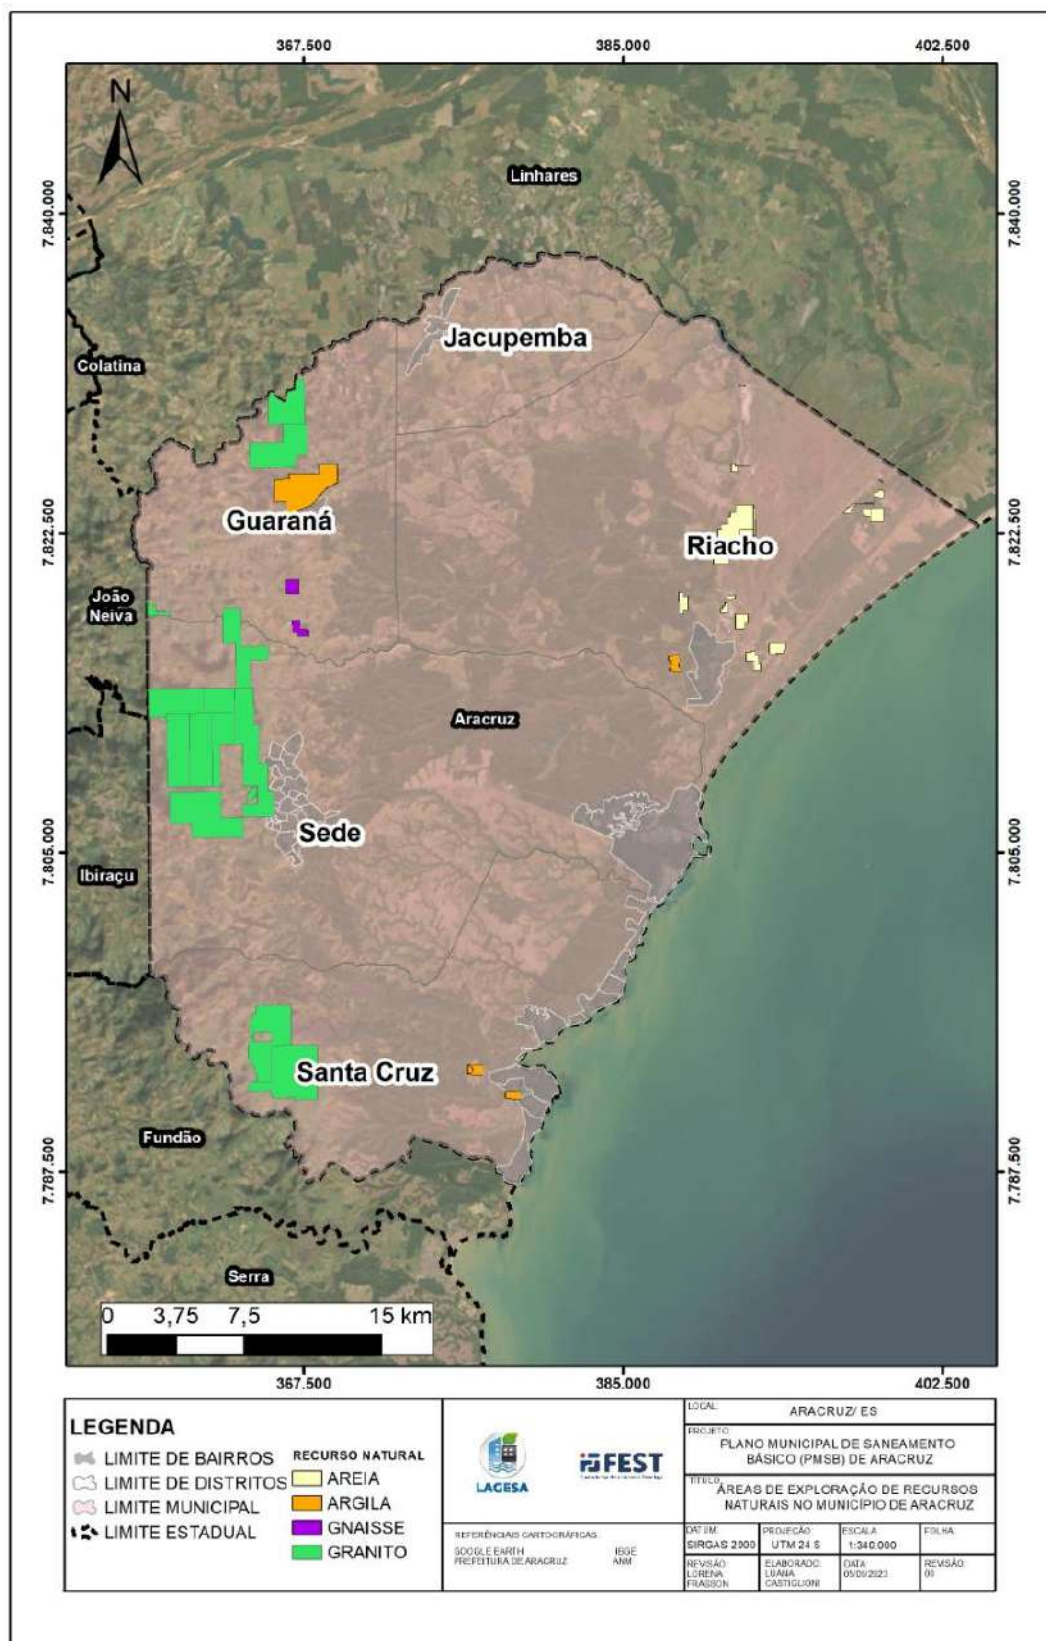 367.500 385.000 402.500
N
Linhares
7.840.000 7.840.000
Jacupemba
Colatina
Guaraná
7.822.500 7.822.500
Riacho
João
Neiva
Aracruz
Sede
7.805.000 7.805.000
Ibiraçu
Santa Cruz
Fundão
7.787.500 7.787.500
Serra
0 3,75 7,5 15 km
367.500 385.000 402.500
LEGENDA
LIMITE DE BAIRROS
LIMITE DE DISTRITOS
LIMITE MUNICIPAL
LIMITE ESTADUAL
RECURSO NATURAL
AREIA
ARGILA
GNAISSE
GRANITO
LAGESA
FEST
REFERÊNCIAS CARTOGRÁFICAS
GOOGLE EARTH IBGE
PREFEITURA DE ARACRUZ ANM
LOCAL: ARACRUZ/ ES
PROJETO:
PLANO MUNICIPAL DE SANEAMENTO
BÁSICO (PMSB) DE ARACRUZ
TÍTULO:
ÁREAS DE EXPLORAÇÃO DE RECURSOS
NATURAIS NO MUNICÍPIO DE ARACRUZ
DATUM: PROJEÇÃO: ESCALA: FOLHA:
SIRGAS 2000 UTM 24 S 1:340.000
REVISÃO: ELABORADO: DATA: REVISÃO:
LORENA LUANA 00
FRASSON CASTIGLIONI